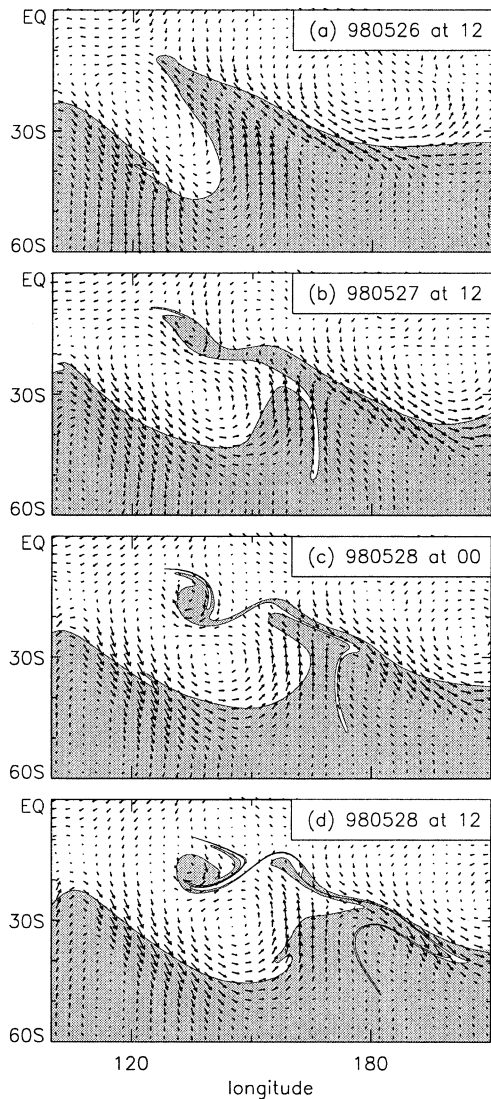 EQ
(a) 980526 at 12
30S
60S
EQ
(b) 980527 at 12
30S
60S
EQ
(c) 980528 at 00
30S
60S
EQ
(d) 980528 at 12
30S
60S
120 180
longitude